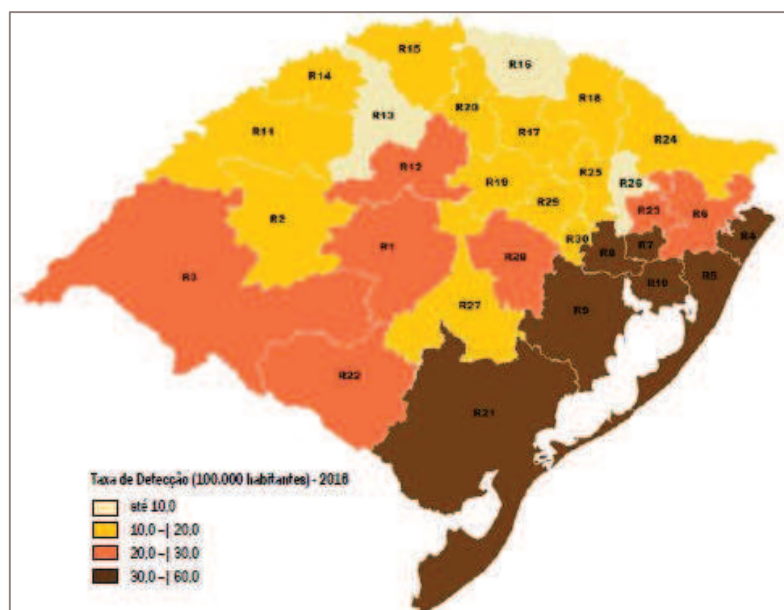 R15
R16
R14
R18
R20
R13
R11
R17
R24
R12
R25
R19
R26
R2
R29
R23
R6
R1
R30
R4
R8
R7
R28
R3
R10
R5
R27
R9
R22
R21
Taxa de Detecção (100.000 habitantes) - 2016
até 10.0
10.0 --| 20.0
20.0 --| 30.0
30.0 --| 60.0